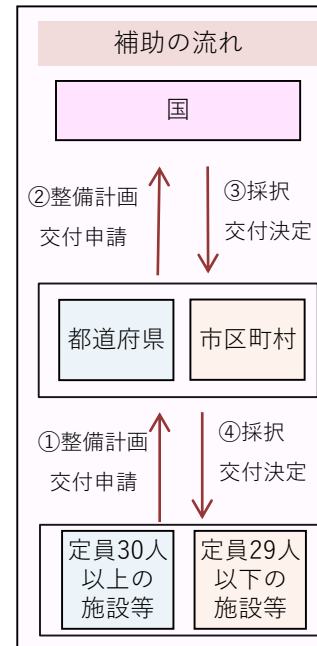 補助の流れ
国
②整備計画
交付申請
③採択
交付決定
都道府県
市区町村
①整備計画
交付申請
④採択
交付決定
定員30人
以上の
施設等
定員29人
以下の
施設等